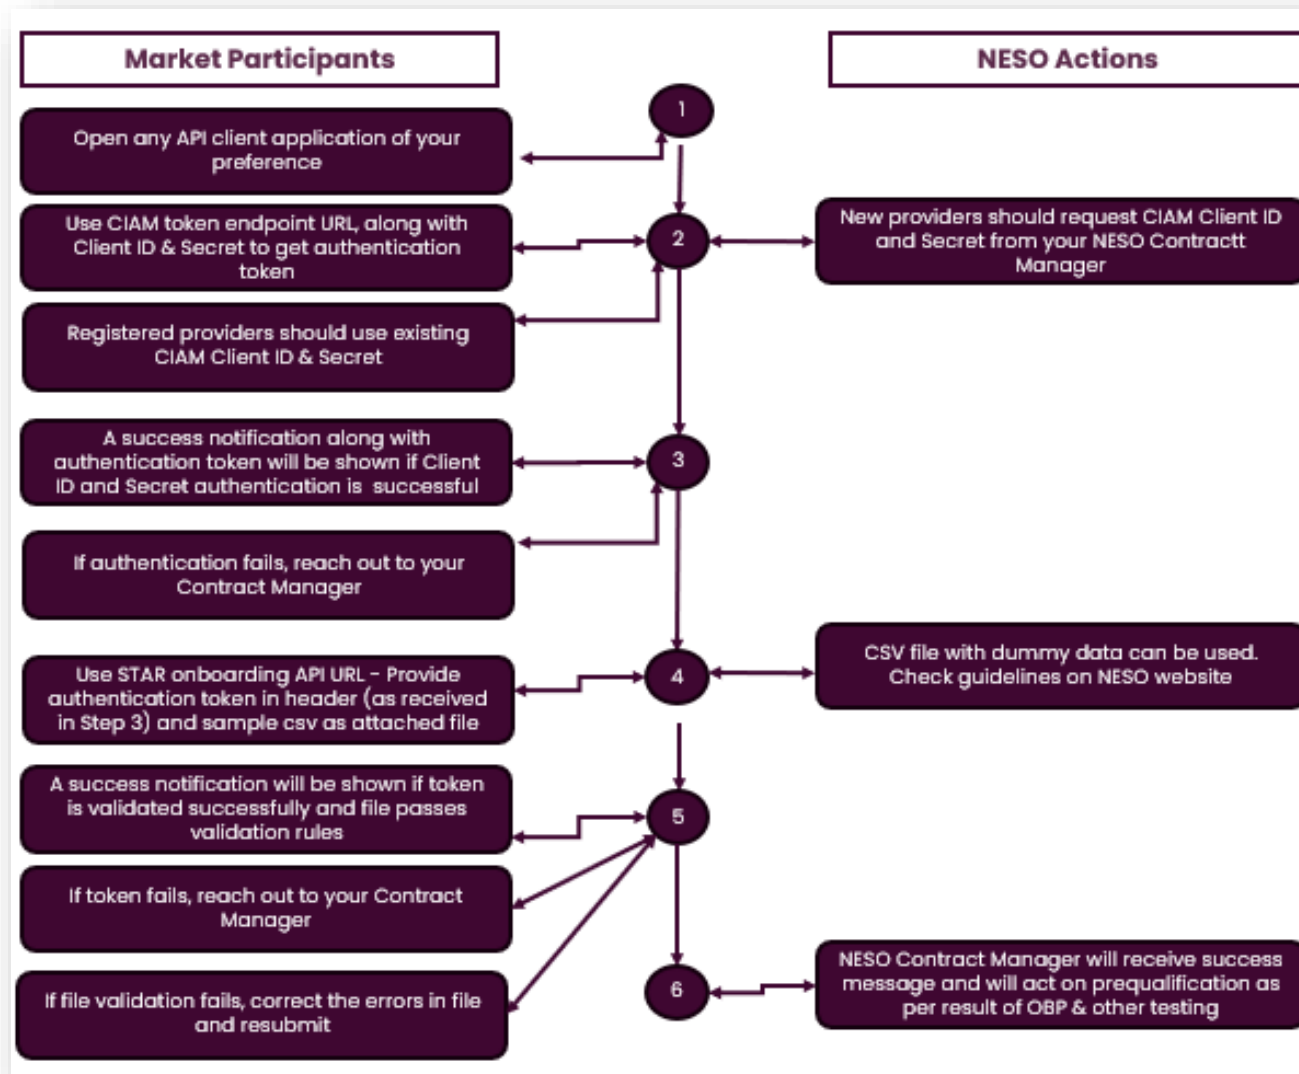 Market Participants
NESO Actions
1
Open any API client application of your
preference
2
Use CIAM token endpoint URL, along with
Client ID & Secret to get authentication
token
New providers should request CIAM Client ID
and Secret from your NESO Contractt
Manager
Registered providers should use existing
CIAM Client ID & Secret
3
A success notification along with
authentication token will be shown if Client
ID and Secret authentication is successful
If authentication fails, reach out to your
Contract Manager
4
Use STAR onboarding API URL - Provide
authentication token in header (as received
in Step 3) and sample csv as attached file
CSV file with dummy data can be used.
Check guidelines on NESO website
5
A success notification will be shown if token
is validated successfully and file passes
validation rules
If token fails, reach out to your Contract
Manager
If file validation fails, correct the errors in file
and resubmit
6
NESO Contract Manager will receive success
message and will act on prequalification as
per result of OBP & other testing